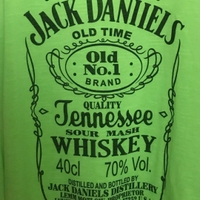 JACK DANIIELS
OLD TIME
Old
No.1
BRAND
QUALITY
Tennessee
SOUR MASH
WHISKEY
40cl 70% Vol.
DISTILLED AND BOTTLED BY
JACK DANIELS DISTILLERY